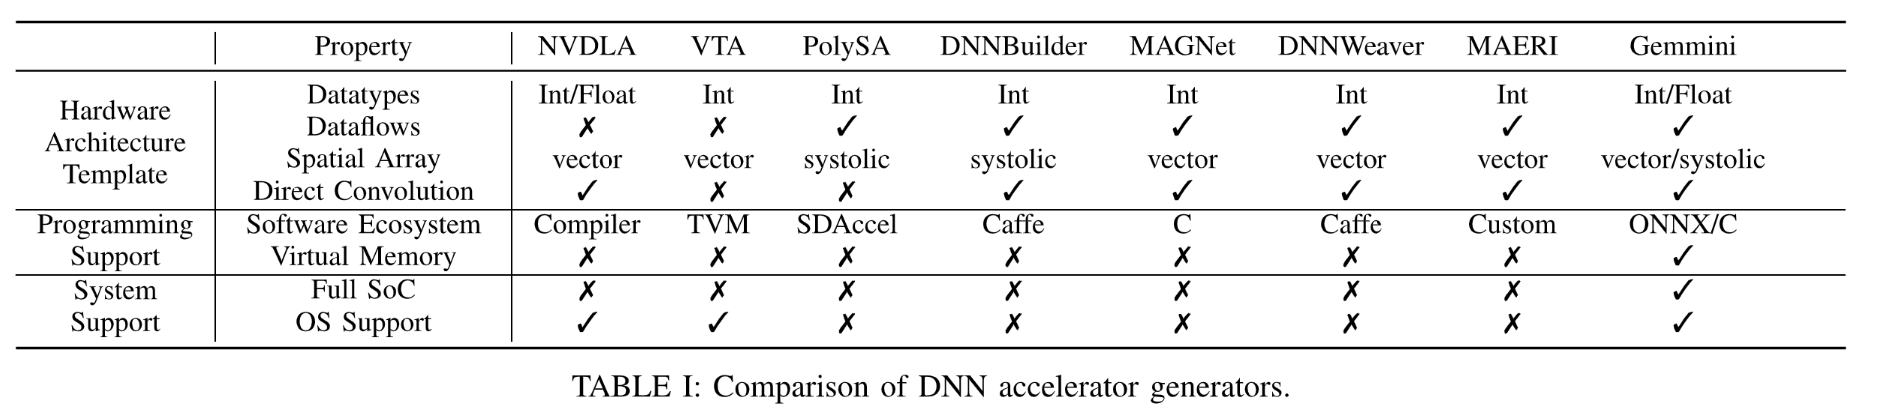 Property NVDLA VTA PolySA DNNBuilder MAGNet DNNWeaver MAERI Gemmini
Hardware Architecture Template
Datatypes Int/Float Int Int Int Int Int Int Int/Float
Dataflows ✗ ✗ ✓ ✓ ✓ ✓ ✓ ✓
Spatial Array vector vector systolic systolic vector vector vector vector/systolic
Direct Convolution ✓ ✗ ✗ ✓ ✓ ✓ ✓ ✓
Programming Support
Software Ecosystem Compiler TVM SDAccel Caffe C Caffe Custom ONNX/C
Virtual Memory ✗ ✗ ✗ ✗ ✗ ✗ ✗ ✓
System Support
Full SoC ✗ ✗ ✗ ✗ ✗ ✗ ✗ ✓
OS Support ✓ ✓ ✗ ✗ ✗ ✗ ✗ ✓
TABLE I: Comparison of DNN accelerator generators.